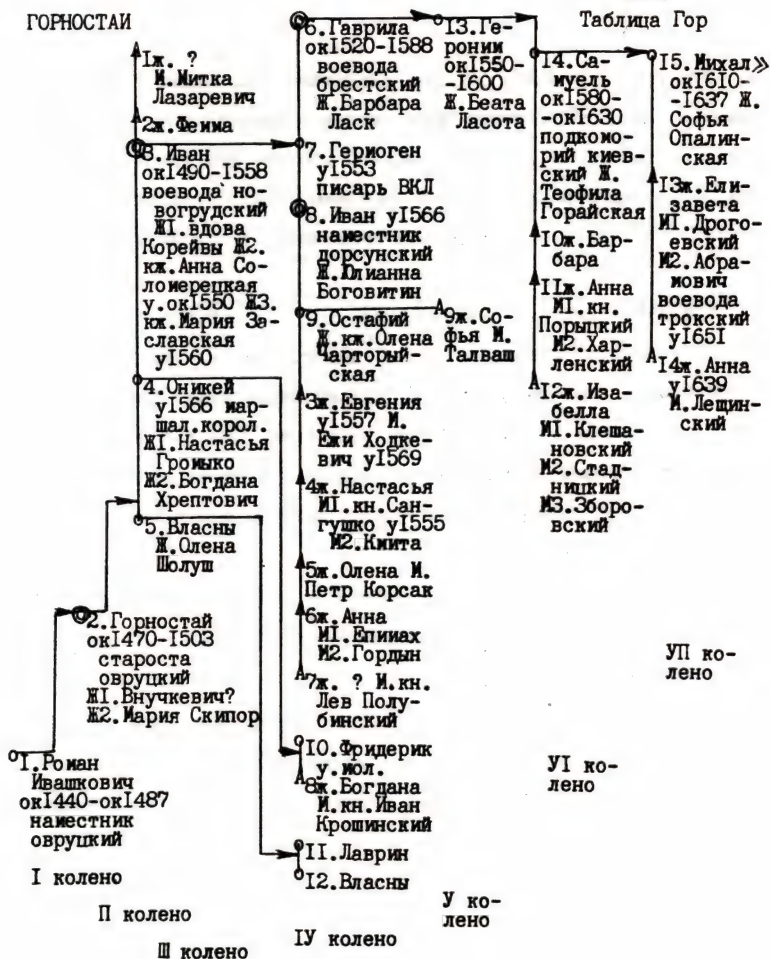 ГОРНОСТАИ
Таблица Гор
1ж. ?
М.Митка
Лазаревич
2ж.Фемма
3.Иван
ок1490-1558
воевода но-
вогрудский
Ж1.вдова
Корейвы Ж2.
кж.Анна Со-
ломерецкая
у.ок1550 Ж3.
кж.Мария За-
славская
у1560
4.Оникей
у1566 мар-
шал.корол.
Ж1.Настасья
Громыко
Ж2.Богдана
Хрептович
5.Власны
Ж.Олена
Шолуш
2.Горностай
ок1470-1503
староста
овруцкий
Ж1.Внучкевич?
Ж2.Мария Скипор
1.Роман
Ивашкович
ок1440-ок1487
наместник
овруцкий
I колено
П колено
Ш колено
6.Гаврила
ок1520-1588
воевода
брестский
Ж.Барбара
Ласк
7.Гермоген
у1553
писарь ВКЛ
8.Иван у1566
наместник
дорсунский
Ж.Юлианна
Боговитин
9.Остафий
Ж.кж.Олена
Чарторый-
ская
3ж.Евгения
у1557 М.
Ежи Ходке-
вич у1569
4ж.Настасья
М1.кн.Сан-
гушко у1555
М2.Кмита
5ж.Олена М.
Петр Корсак
6ж.Анна
М1.Епимах
М2.Гордын
7ж. ? М.кн.
Лев Полу-
бинский
10.Фридерик
у.мол.
8ж.Богдана
М.кн.Иван
Крошинский
11.Лаврин
12.Власны
IУ колено
13.Ге-
роним
ок1550-
-1600
Ж.Беата
Ласота
9ж.Со-
фья М.
Талваш
У ко-
лено
14.Са-
муель
ок1580-
-ок1630
подкомо-
рий киев-
ский Ж.
Теофила
Горайская
10ж.Бар-
бара
11ж.Анна
М1.кн.
Порыцкий
М2.Хар-
ленский
12ж.Иза-
белла
М1.Клеша-
новский
М2.Стад-
ницкий
М3.Зборо-
вский
УI ко-
лено
15.Михал»
ок1610-
-1637 Ж.
Софья
Опалин-
ская
13ж.Ели-
завета
М1.Дрого-
евский
М2.Абра-
мович
воевода
трокский
у1651
14ж.Анна
у1639
М.Лещин-
ский
УП ко-
лено